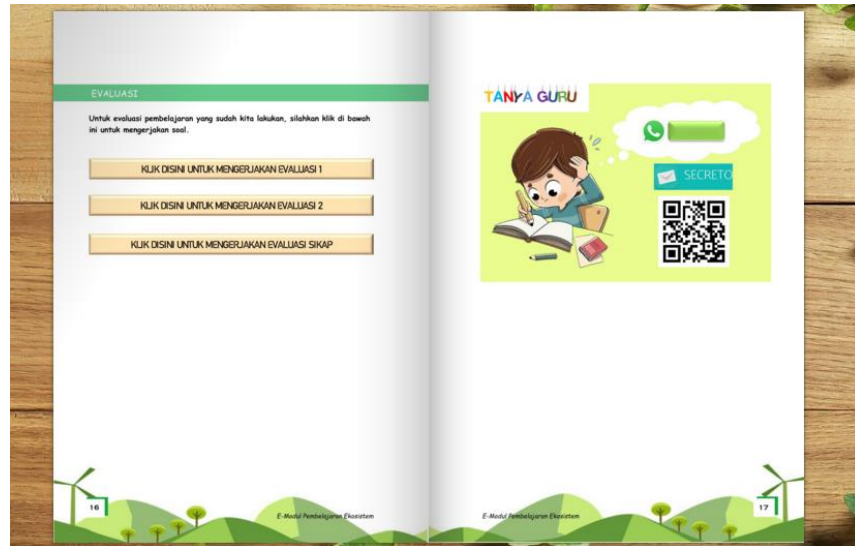 EVALUASI
Untuk evaluasi pembelajaran yang sudah kita lakukan, silahkan klik di bawah
ini untuk mengerjakan soal.
KLIK DISINI UNTUK MENGERJAKAN EVALUASI 1
KLIK DISINI UNTUK MENGERJAKAN EVALUASI 2
KLIK DISINI UNTUK MENGERJAKAN EVALUASI SIKAP
16
E-Modul Pembelajaran Ekosistem
TANYA GURU
SECRETO
E-Modul Pembelajaran Ekosistem
17